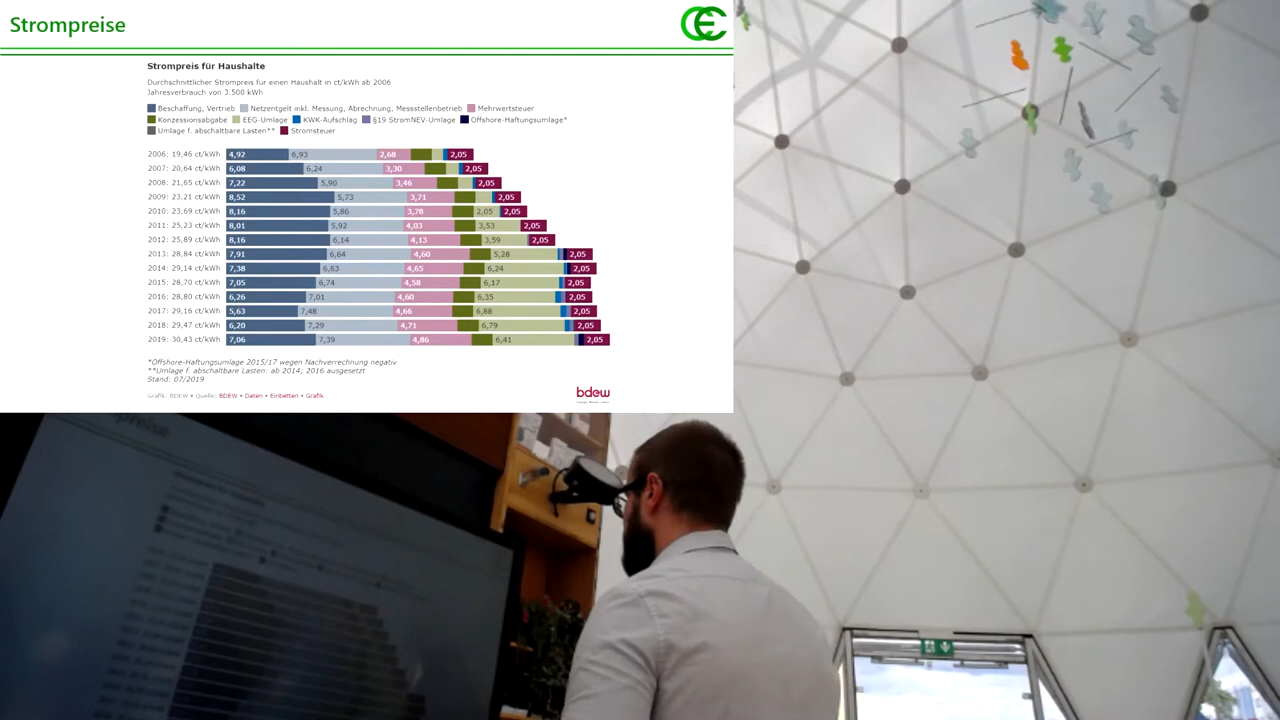 Strompreise
CE
Strompreis für Haushalte
Durchschnittlicher Strompreis für einen Haushalt in ct/kWh ab 2006
Jahresverbrauch von 3.500 kWh
Beschaffung, Vertrieb Netzentgelt inkl. Messung, Abrechnung, Messstellenbetrieb Mehrwertsteuer
Konzessionsabgabe EEG-Umlage KWK-Aufschlag §19 StromNEV-Umlage Offshore-Haftungsumlage*
Umlage f. abschaltbare Lasten** Stromsteuer
2006: 19,46 ct/kWh 4,92 6,93 2,68 2,05
2007: 20,64 ct/kWh 6,08 6,24 3,30 2,05
2008: 21,65 ct/kWh 7,22 5,90 3,46 2,05
2009: 23,21 ct/kWh 8,52 5,73 3,71 2,05
2010: 23,69 ct/kWh 8,16 5,86 3,78 2,05 2,05
2011: 25,23 ct/kWh 8,01 5,92 4,03 3,53 2,05
2012: 25,89 ct/kWh 8,16 6,14 4,13 3,59 2,05
2013: 28,84 ct/kWh 7,91 6,64 4,60 5,28 2,05
2014: 29,14 ct/kWh 7,38 6,63 4,65 6,24 2,05
2015: 28,70 ct/kWh 7,05 6,74 4,58 6,17 2,05
2016: 28,80 ct/kWh 6,26 7,01 4,60 6,35 2,05
2017: 29,16 ct/kWh 5,63 7,48 4,66 6,88 2,05
2018: 29,47 ct/kWh 6,20 7,29 4,71 6,79 2,05
2019: 30,43 ct/kWh 7,06 7,39 4,86 6,41 2,05
*Offshore-Haftungsumlage 2015/17 wegen Nachverrechnung negativ
**Umlage f. abschaltbare Lasten: ab 2014; 2016 ausgesetzt
Stand: 07/2019
Grafik: BDEW • Quelle: BDEW • Daten • Einbetten • Grafik
bdew